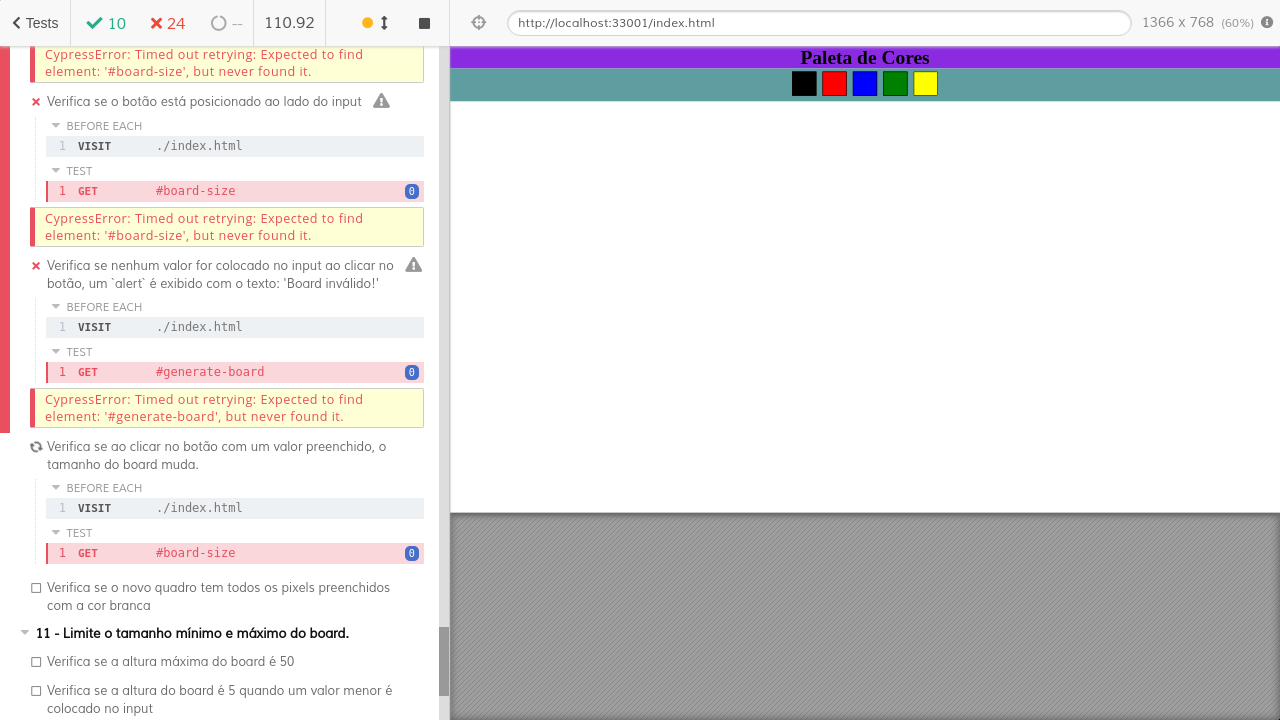 Tests 10 24 -- 110.92
http://localhost:33001/index.html 1366 x 768 (60%)
CypressError: Timed out retrying: Expected to find
element: '#board-size', but never found it.
Verifica se o botão está posicionado ao lado do input
BEFORE EACH
1 VISIT ./index.html
TEST
1 GET #board-size 0
CypressError: Timed out retrying: Expected to find
element: '#board-size', but never found it.
Verifica se nenhum valor for colocado no input ao clicar no
botão, um `alert` é exibido com o texto: 'Board inválido!'
BEFORE EACH
1 VISIT ./index.html
TEST
1 GET #generate-board 0
CypressError: Timed out retrying: Expected to find
element: '#generate-board', but never found it.
Verifica se ao clicar no botão com um valor preenchido, o
tamanho do board muda.
BEFORE EACH
1 VISIT ./index.html
TEST
1 GET #board-size 0
Verifica se o novo quadro tem todos os pixels preenchidos
com a cor branca
11 - Limite o tamanho mínimo e máximo do board.
Verifica se a altura máxima do board é 50
Verifica se a altura do board é 5 quando um valor menor é
colocado no input
Paleta de Cores